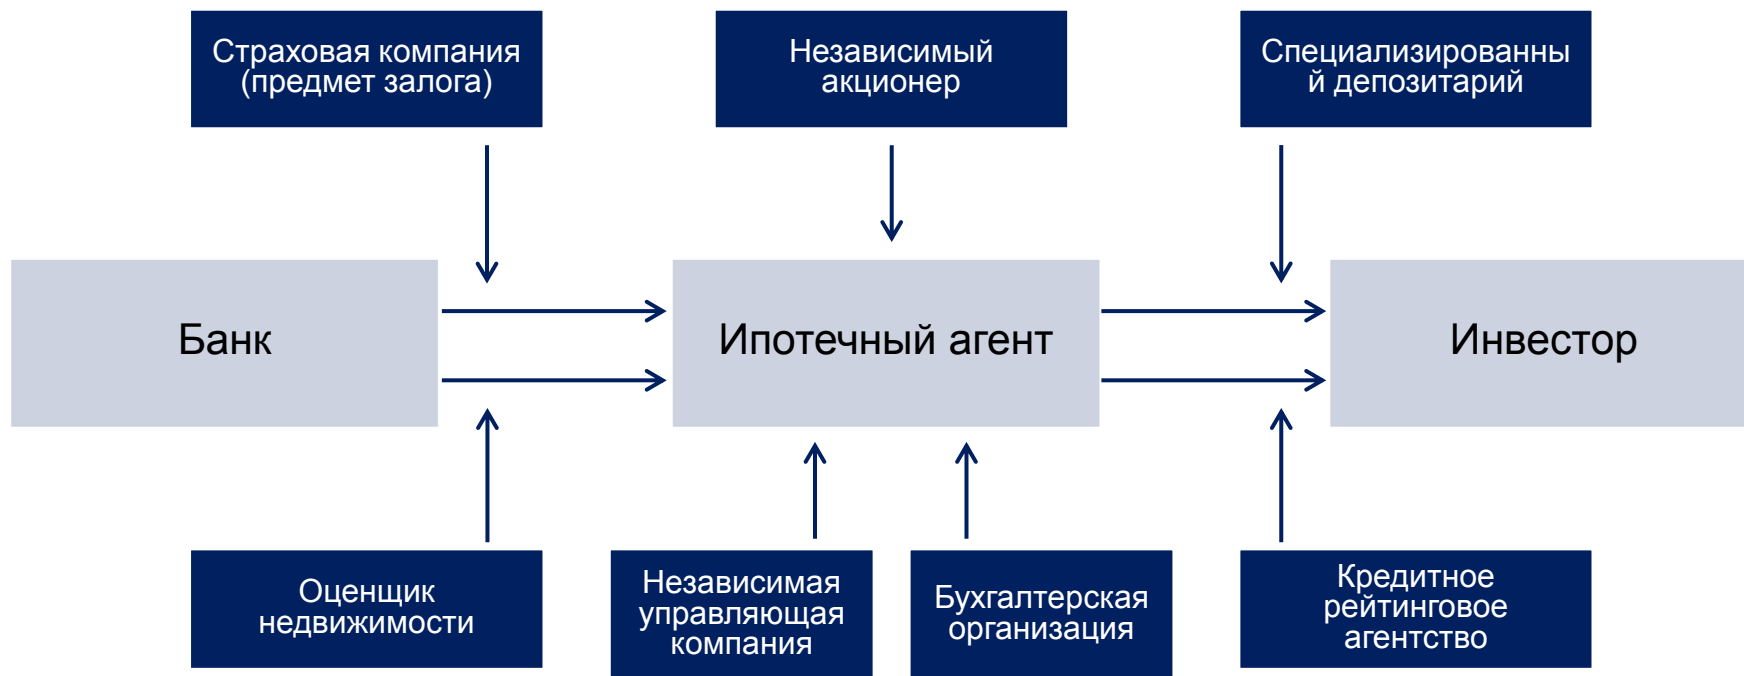 Страховая компания
(предмет залога)
Независимый
акционер
Специализированны
й депозитарий
Банк
Ипотечный агент
Инвестор
Оценщик
недвижимости
Независимая
управляющая
компания
Бухгалтерская
организация
Кредитное
рейтинговое
агентство